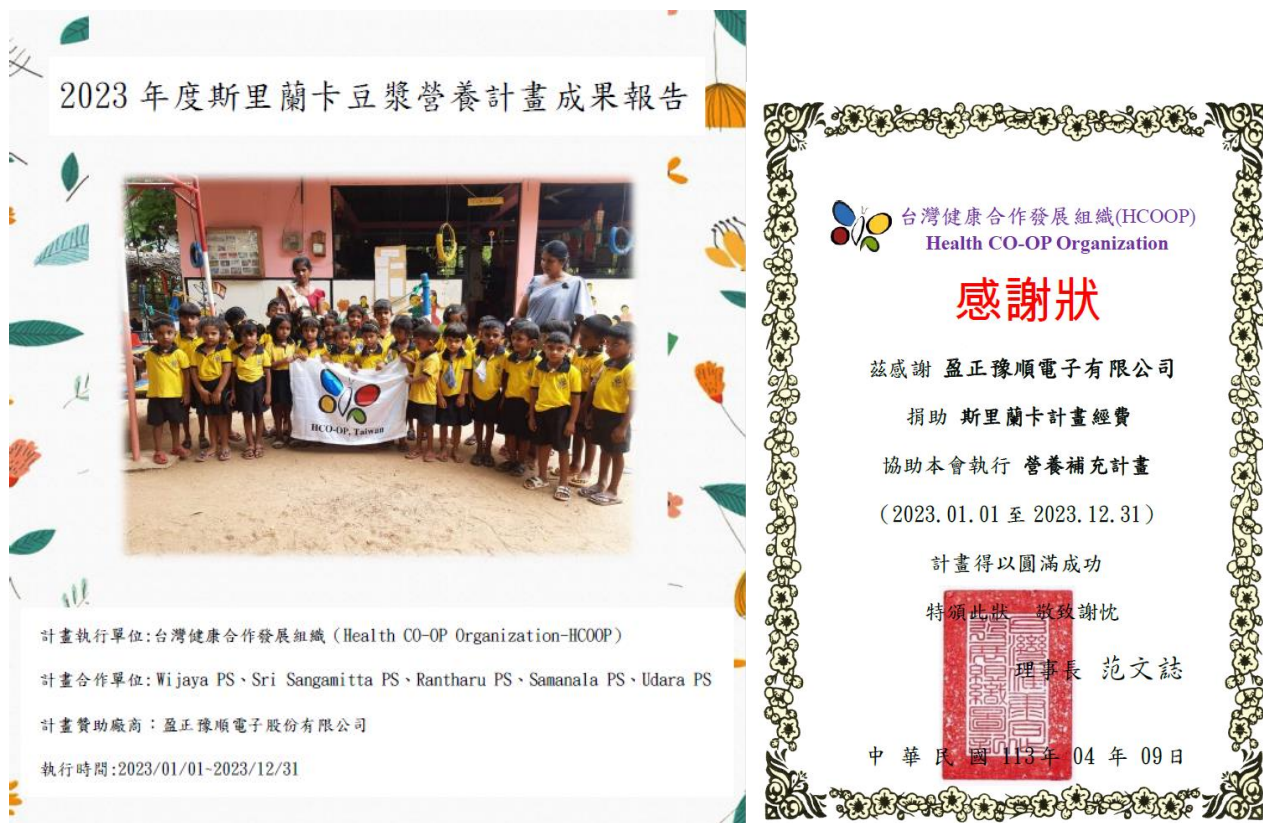 2023 年度斯里蘭卡豆漿營養計畫成果報告
HCO-OP, Taiwan
計畫執行單位:台灣健康合作發展組織（Health CO-OP Organization-HCOOP）
計畫合作單位:Wijaya PS、Sri Sangamitta PS、Rantharu PS、Samanala PS、Udara PS
計畫贊助廠商：盈正豫順電子股份有限公司
執行時間:2023/01/01~2023/12/31
台灣健康合作發展組織(HCOOP)
Health CO-OP Organization
感謝狀
茲感謝 盈正豫順電子有限公司
捐助 斯里蘭卡計畫經費
協助本會執行 營養補充計畫
（2023.01.01 至 2023.12.31）
計畫得以圓滿成功
特頒此狀 敬致謝忱
理事長 范文誌
中 華 民 國 113年 04 年 09日